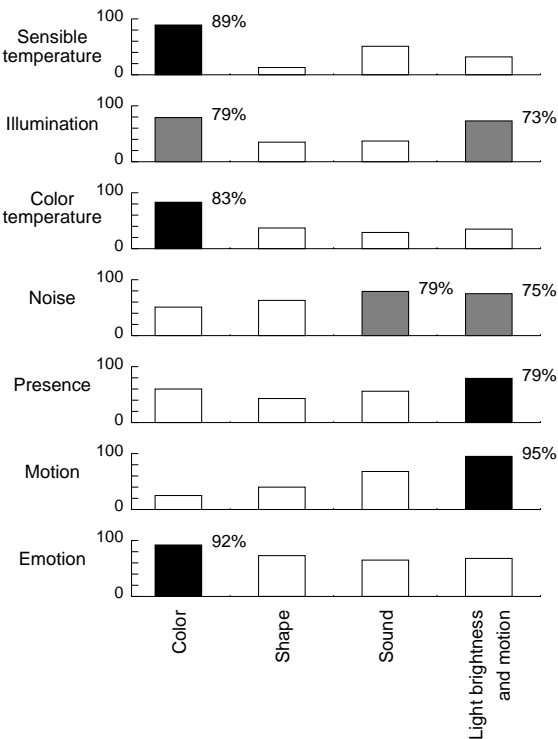 100
89%
Sensible
temperature
0
100
79%
73%
Illumination
0
100
83%
Color
temperature
0
100
79%
75%
Noise
0
100
79%
Presence
0
100
95%
Motion
0
100
92%
Emotion
0
Color
Shape
Sound
Light brightness
and motion